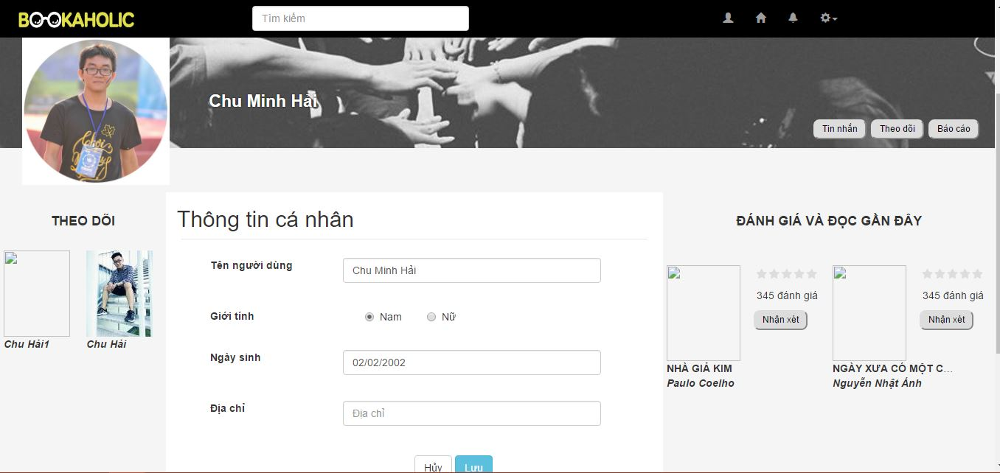 BOOKAHOLIC
Tìm kiếm
Chu Minh Hải
Tin nhắn
Theo dõi
Báo cáo
THEO DÕI
Chu Hải1
Chu Hải
Thông tin cá nhân
Tên người dùng
Chu Minh Hải
Giới tính
Nam
Nữ
Ngày sinh
02/02/2002
Địa chỉ
Địa chỉ
Hủy
Lưu
ĐÁNH GIÁ VÀ ĐỌC GẦN ĐÂY
345 đánh giá
Nhận xét
NHÀ GIẢ KIM
Paulo Coelho
345 đánh giá
Nhận xét
NGÀY XƯA CÓ MỘT C...
Nguyễn Nhật Ánh